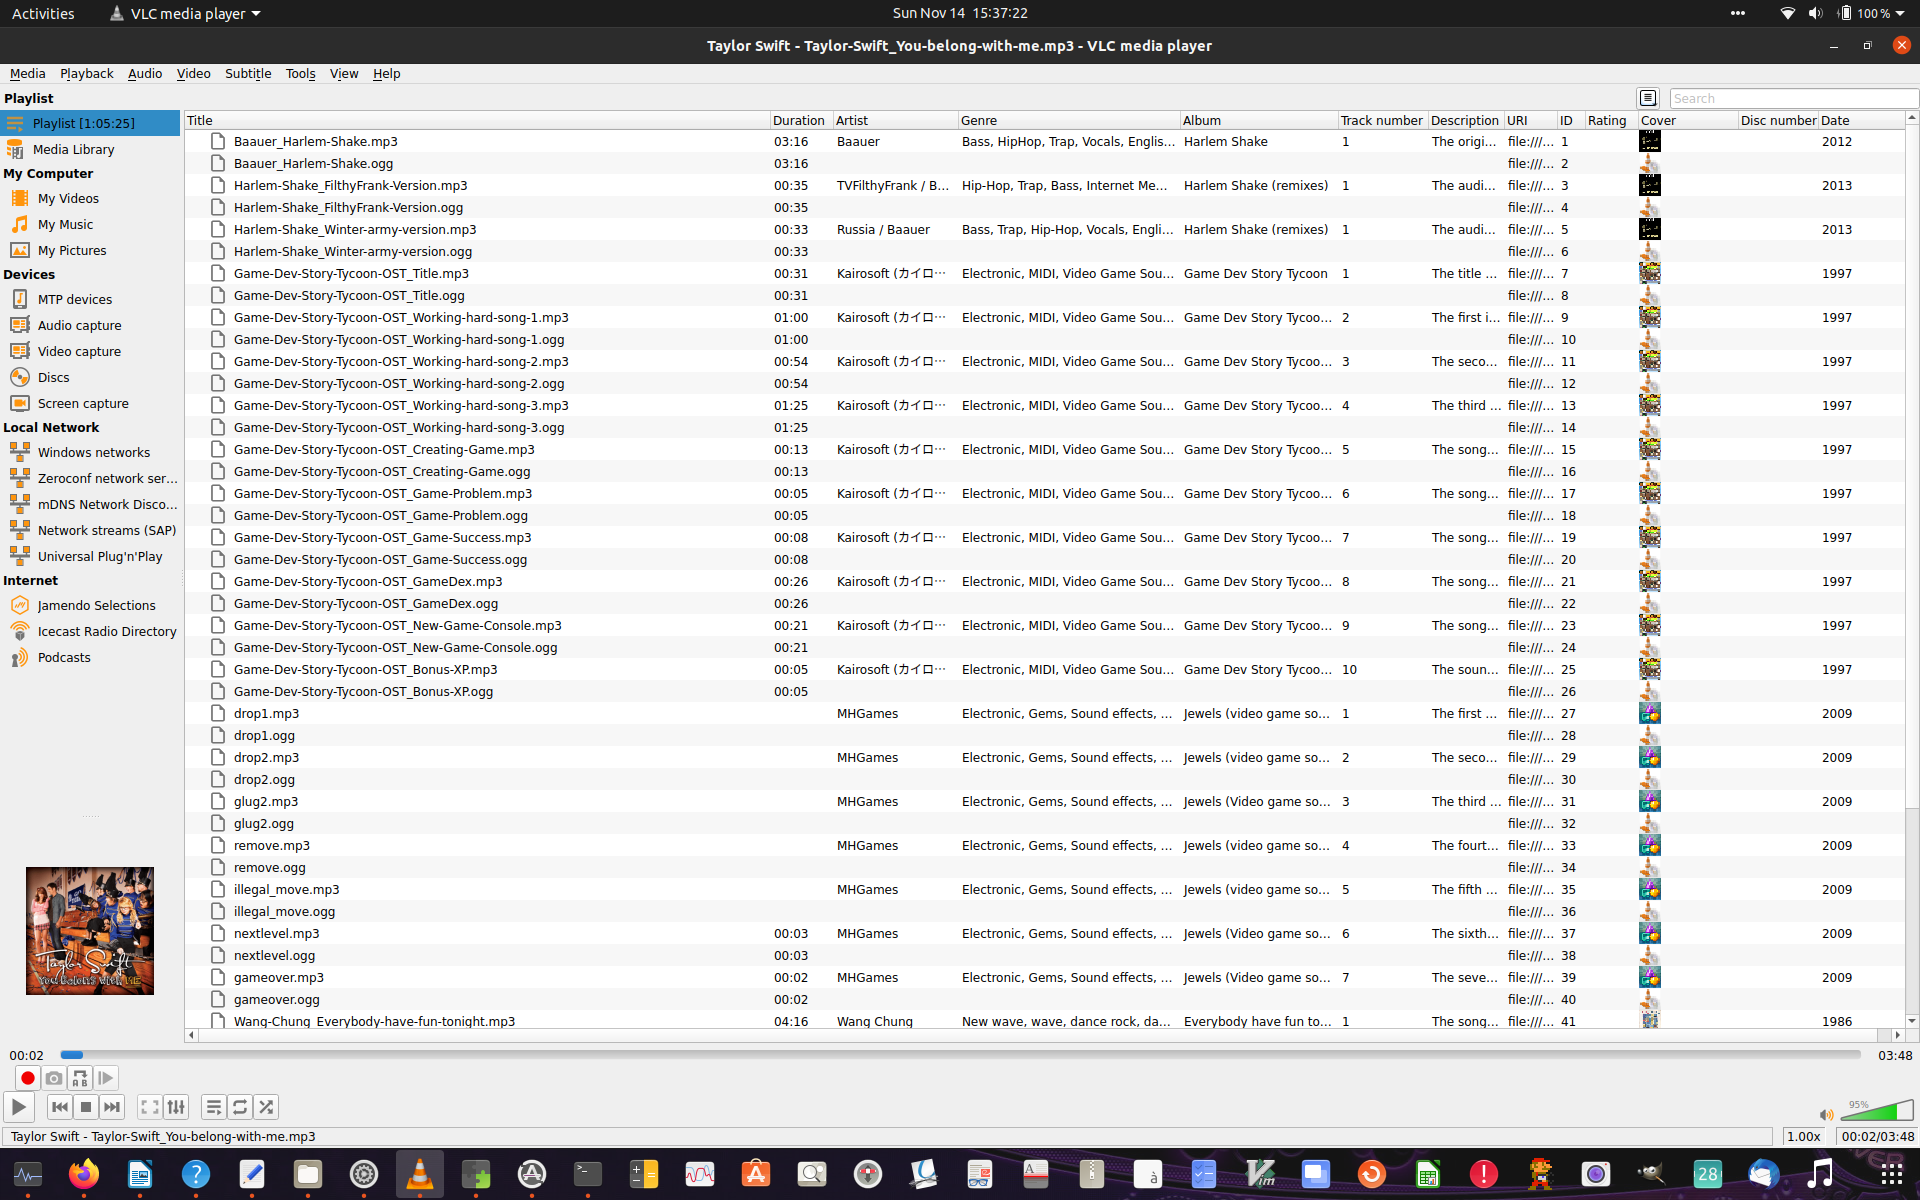 Activities VLC media player Sun Nov 14 15:37:22 100 %
Taylor Swift - Taylor-Swift_You-belong-with-me.mp3 - VLC media player
Media Playback Audio Video Subtitle Tools View Help
Playlist
Search
Playlist [1:05:25]
Media Library
My Computer
My Videos
My Music
My Pictures
Devices
MTP devices
Audio capture
Video capture
Discs
Screen capture
Local Network
Windows networks
Zeroconf network ser...
mDNS Network Disco...
Network streams (SAP)
Universal Plug'n'Play
Internet
Jamendo Selections
Icecast Radio Directory
Podcasts
Taylor Swift
You Belong With ME
Title Duration Artist Genre Album Track number Description URI ID Rating Cover Disc number Date
Baauer_Harlem-Shake.mp3 03:16 Baauer Bass, HipHop, Trap, Vocals, Englis... Harlem Shake 1 The origi... file:///... 1 2012
Baauer_Harlem-Shake.ogg 03:16 file:///... 2
Harlem-Shake_FilthyFrank-Version.mp3 00:35 TVFilthyFrank / B... Hip-Hop, Trap, Bass, Internet Me... Harlem Shake (remixes) 1 The audi... file:///... 3 2013
Harlem-Shake_FilthyFrank-Version.ogg 00:35 file:///... 4
Harlem-Shake_Winter-army-version.mp3 00:33 Russia / Baauer Bass, Trap, Hip-Hop, Vocals, Engli... Harlem Shake (remixes) 1 The audi... file:///... 5 2013
Harlem-Shake_Winter-army-version.ogg 00:33 file:///... 6
Game-Dev-Story-Tycoon-OST_Title.mp3 00:31 Kairosoft (カイロ… Electronic, MIDI, Video Game Sou... Game Dev Story Tycoon 1 The title ... file:///... 7 1997
Game-Dev-Story-Tycoon-OST_Title.ogg 00:31 file:///... 8
Game-Dev-Story-Tycoon-OST_Working-hard-song-1.mp3 01:00 Kairosoft (カイロ… Electronic, MIDI, Video Game Sou... Game Dev Story Tycoo... 2 The first i... file:///... 9 1997
Game-Dev-Story-Tycoon-OST_Working-hard-song-1.ogg 01:00 file:///... 10
Game-Dev-Story-Tycoon-OST_Working-hard-song-2.mp3 00:54 Kairosoft (カイロ… Electronic, MIDI, Video Game Sou... Game Dev Story Tycoo... 3 The seco... file:///... 11 1997
Game-Dev-Story-Tycoon-OST_Working-hard-song-2.ogg 00:54 file:///... 12
Game-Dev-Story-Tycoon-OST_Working-hard-song-3.mp3 01:25 Kairosoft (カイロ… Electronic, MIDI, Video Game Sou... Game Dev Story Tycoo... 4 The third ... file:///... 13 1997
Game-Dev-Story-Tycoon-OST_Working-hard-song-3.ogg 01:25 file:///... 14
Game-Dev-Story-Tycoon-OST_Creating-Game.mp3 00:13 Kairosoft (カイロ… Electronic, MIDI, Video Game Sou... Game Dev Story Tycoo... 5 The song... file:///... 15 1997
Game-Dev-Story-Tycoon-OST_Creating-Game.ogg 00:13 file:///... 16
Game-Dev-Story-Tycoon-OST_Game-Problem.mp3 00:05 Kairosoft (カイロ… Electronic, MIDI, Video Game Sou... Game Dev Story Tycoo... 6 The song... file:///... 17 1997
Game-Dev-Story-Tycoon-OST_Game-Problem.ogg 00:05 file:///... 18
Game-Dev-Story-Tycoon-OST_Game-Success.mp3 00:08 Kairosoft (カイロ… Electronic, MIDI, Video Game Sou... Game Dev Story Tycoo... 7 The song... file:///... 19 1997
Game-Dev-Story-Tycoon-OST_Game-Success.ogg 00:08 file:///... 20
Game-Dev-Story-Tycoon-OST_GameDex.mp3 00:26 Kairosoft (カイロ… Electronic, MIDI, Video Game Sou... Game Dev Story Tycoo... 8 The song... file:///... 21 1997
Game-Dev-Story-Tycoon-OST_GameDex.ogg 00:26 file:///... 22
Game-Dev-Story-Tycoon-OST_New-Game-Console.mp3 00:21 Kairosoft (カイロ… Electronic, MIDI, Video Game Sou... Game Dev Story Tycoo... 9 The song... file:///... 23 1997
Game-Dev-Story-Tycoon-OST_New-Game-Console.ogg 00:21 file:///... 24
Game-Dev-Story-Tycoon-OST_Bonus-XP.mp3 00:05 Kairosoft (カイロ… Electronic, MIDI, Video Game Sou... Game Dev Story Tycoo... 10 The soun... file:///... 25 1997
Game-Dev-Story-Tycoon-OST_Bonus-XP.ogg 00:05 file:///... 26
drop1.mp3 MHGames Electronic, Gems, Sound effects, ... Jewels (video game so... 1 The first ... file:///... 27 2009
drop1.ogg file:///... 28
drop2.mp3 MHGames Electronic, Gems, Sound effects, ... Jewels (video game so... 2 The seco... file:///... 29 2009
drop2.ogg file:///... 30
glug2.mp3 MHGames Electronic, Gems, Sound effects, ... Jewels (Video game so... 3 The third ... file:///... 31 2009
glug2.ogg file:///... 32
remove.mp3 MHGames Electronic, Gems, Sound effects, ... Jewels (video game so... 4 The fourt... file:///... 33 2009
remove.ogg file:///... 34
illegal_move.mp3 MHGames Electronic, Gems, Sound effects, ... Jewels (video game so... 5 The fifth ... file:///... 35 2009
illegal_move.ogg file:///... 36
nextlevel.mp3 00:03 MHGames Electronic, Gems, Sound effects, ... Jewels (Video game so... 6 The sixth... file:///... 37 2009
nextlevel.ogg 00:03 file:///... 38
gameover.mp3 00:02 MHGames Electronic, Gems, Sound effects, ... Jewels (Video game so... 7 The seve... file:///... 39 2009
gameover.ogg 00:02 file:///... 40
Wang-Chung_Everybody-have-fun-tonight.mp3 04:16 Wang Chung New wave, wave, dance rock, da... Everybody have fun to... 1 The song... file:///... 41 1986
00:02 03:48
95%
Taylor Swift - Taylor-Swift_You-belong-with-me.mp3 1.00x 00:02/03:48
28